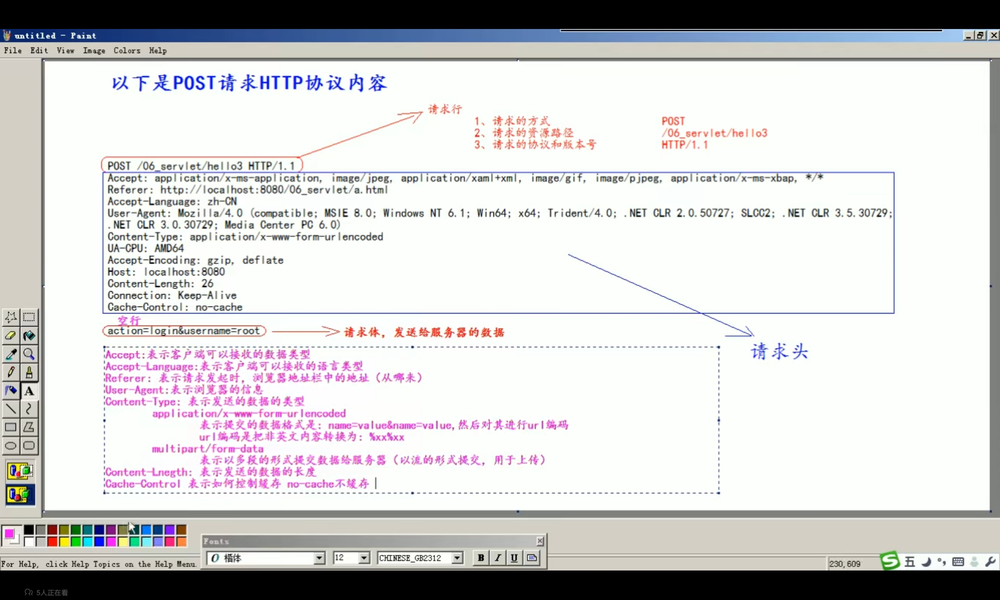 untitled - Paint
File Edit View Image Colors Help
以下是POST请求HTTP协议内容
请求行
1、请求的方式 POST
2、请求的资源路径 /06_servlet/hello3
3、请求的协议和版本号 HTTP/1.1
POST /06_servlet/hello3 HTTP/1.1
Accept: application/x-ms-application, image/jpeg, application/xaml+xml, image/gif, image/pjpeg, application/x-ms-xbap, */*
Referer: http://localhost:8080/06_servlet/a.html
Accept-Language: zh-CN
User-Agent: Mozilla/4.0 (compatible; MSIE 8.0; Windows NT 6.1; Win64; x64; Trident/4.0; .NET CLR 2.0.50727; SLCC2; .NET CLR 3.5.30729;
.NET CLR 3.0.30729; Media Center PC 6.0)
Content-Type: application/x-www-form-urlencoded
UA-CPU: AMD64
Accept-Encoding: gzip, deflate
Host: localhost:8080
Content-Length: 26
Connection: Keep-Alive
Cache-Control: no-cache
空行
action=login&username=root 请求体，发送给服务器的数据
请求头
Accept:表示客户端可以接收的数据类型
Accept-Language:表示客户端可以接收的语言类型
Referer: 表示请求发起时，浏览器地址栏中的地址（从哪来）
User-Agent:表示浏览器的信息
Content-Type: 表示发送的数据的类型
application/x-www-form-urlencoded
表示提交的数据格式是: name=value&name=value,然后对其进行url编码
url编码是把非英文内容转换为: %xx%xx
multipart/form-data
表示以多段的形式提交数据给服务器（以流的形式提交，用于上传）
Content-Lnegth: 表示发送的数据的长度
Cache-Control 表示如何控制缓存 no-cache不缓存
Fonts
楷体 12 CHINESE_GB2312 B I U
For Help, click Help Topics on the Help Menu.
230,609
五
5人正在看